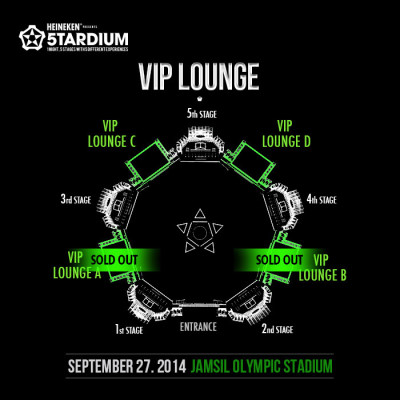 HEINEKEN PRESENTS
5TARDIUM
1NIGHT, 5 STAGES WITH 5 DIFFERENT EXPERIENCES
VIP LOUNGE
5th STAGE
VIP
LOUNGE C
VIP
LOUNGE D
3rd STAGE
4th STAGE
VIP
LOUNGE A
SOLD OUT
SOLD OUT
VIP
LOUNGE B
1st STAGE
ENTRANCE
2nd STAGE
SEPTEMBER 27. 2014 JAMSIL OLYMPIC STADIUM